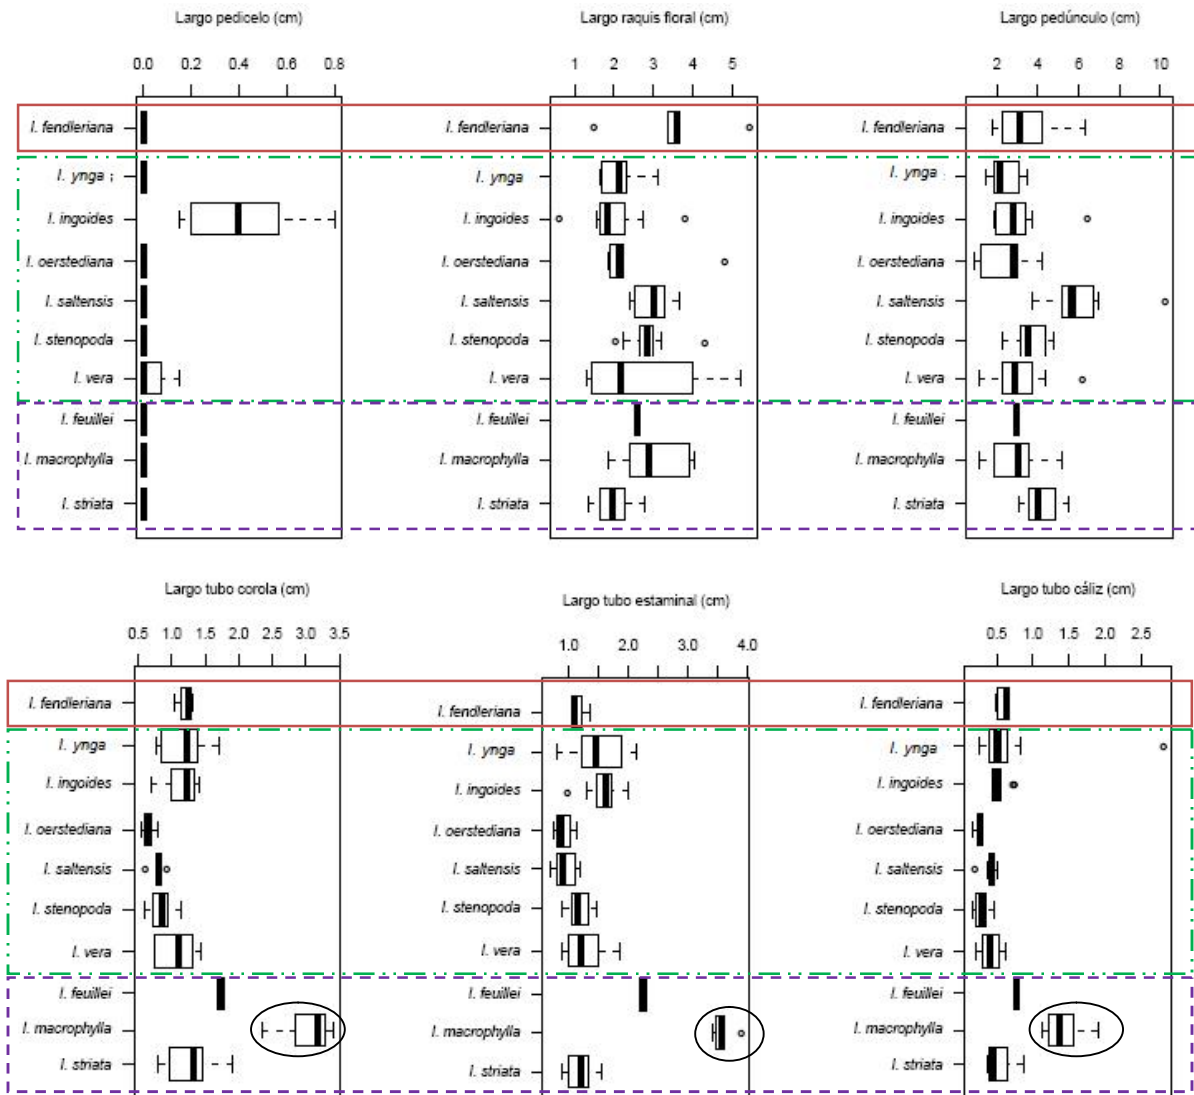 Largo pedicelo (cm)
0.0 0.2 0.4 0.6 0.8
I. fendleriana
I. ynga ;
I. ingoides
I. oerstediana
I. saltensis
I. stenopoda
I. vera
I. feuillei
I. macrophylla
I. striata
Largo raquis floral (cm)
1 2 3 4 5
I. fendleriana
I. ynga
I. ingoides
I. oerstediana
I. saltensis
I. stenopoda
I. vera
I. feuillei
I. macrophylla
I. striata
Largo pedúnculo (cm)
2 4 6 8 10
I. fendleriana
I. ynga
I. ingoides
I. oerstediana
I. saltensis
I. stenopoda
I. vera
I. feuillei
I. macrophylla
I. striata
Largo tubo corola (cm)
0.5 1.0 1.5 2.0 2.5 3.0 3.5
I. fendleriana
I. ynga
I. ingoides
I. oerstediana
I. saltensis
I. stenopoda
I. vera
I. feuillei
I. macrophylla
I. striata
Largo tubo estaminal (cm)
1.0 2.0 3.0 4.0
I. fendleriana
I. ynga
I. ingoides
I. oerstediana
I. saltensis
I. stenopoda
I. vera
I. feuillei
I. macrophylla
I. striata
Largo tubo cáliz (cm)
0.5 1.0 1.5 2.0 2.5
I. fendleriana
I. ynga
I. ingoides
I. oerstediana
I. saltensis
I. stenopoda
I. vera
I. feuillei
I. macrophylla
I. striata